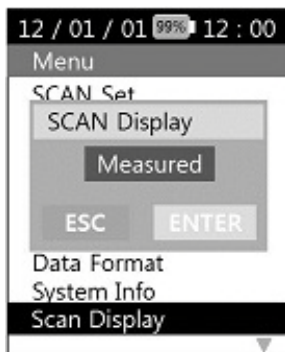 12 / 01 / 01 99% 12 : 00
Menu
SCAN Set
SCAN Display
Measured
ESC ENTER
Data Format
System Info
Scan Display